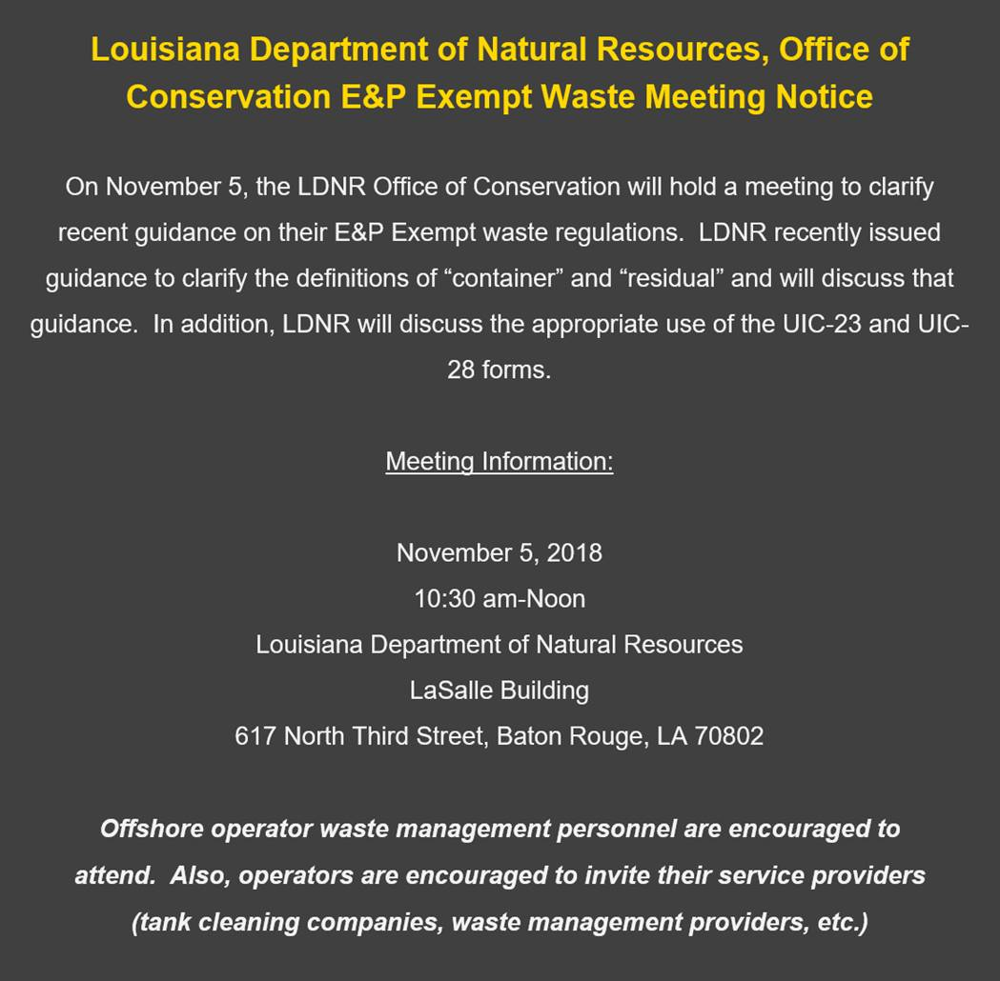 Louisiana Department of Natural Resources, Office of
Conservation E&P Exempt Waste Meeting Notice
On November 5, the LDNR Office of Conservation will hold a meeting to clarify
recent guidance on their E&P Exempt waste regulations.  LDNR recently issued
guidance to clarify the definitions of “container” and “residual” and will discuss that
guidance.  In addition, LDNR will discuss the appropriate use of the UIC-23 and UIC-
28 forms.
Meeting Information:
November 5, 2018
10:30 am-Noon
Louisiana Department of Natural Resources
LaSalle Building
617 North Third Street, Baton Rouge, LA 70802
Offshore operator waste management personnel are encouraged to
attend.  Also, operators are encouraged to invite their service providers
(tank cleaning companies, waste management providers, etc.)